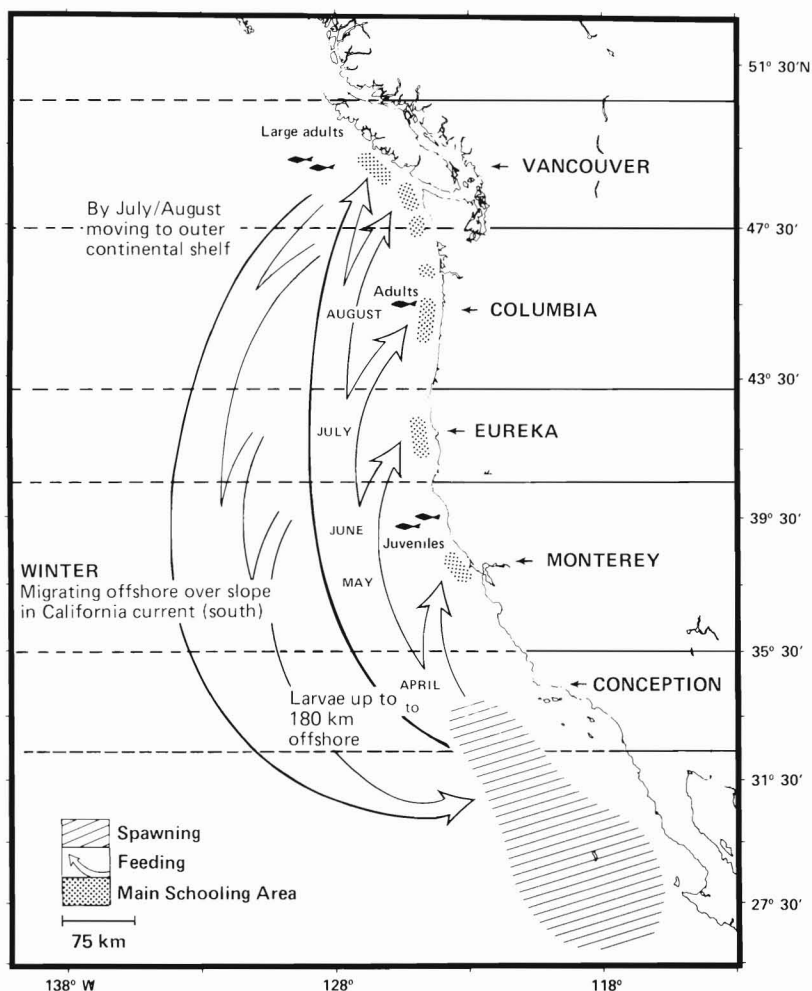 51° 30'N
Large adults
VANCOUVER
By July/August
moving to outer
continental shelf
47° 30'
Adults
AUGUST
COLUMBIA
43° 30'
JULY
EUREKA
39° 30'
JUNE
Juveniles
MONTEREY
WINTER
Migrating offshore over slope
in California current (south)
MAY
35° 30'
APRIL
to
CONCEPTION
Larvae up to
180 km
offshore
31° 30'
Spawning
Feeding
Main Schooling Area
27° 30'
75 km
138° W
128°
118°